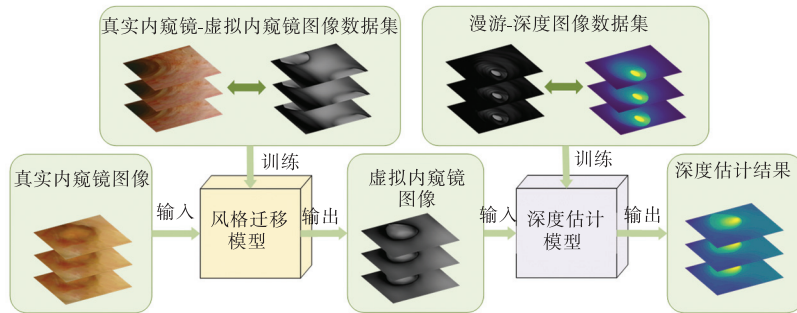 真实内窥镜-虚拟内窥镜图像数据集
漫游-深度图像数据集
训练
训练
真实内窥镜图像
输入
风格迁移
模型
输出
虚拟内窥镜
图像
输入
深度估计
模型
输出
深度估计结果